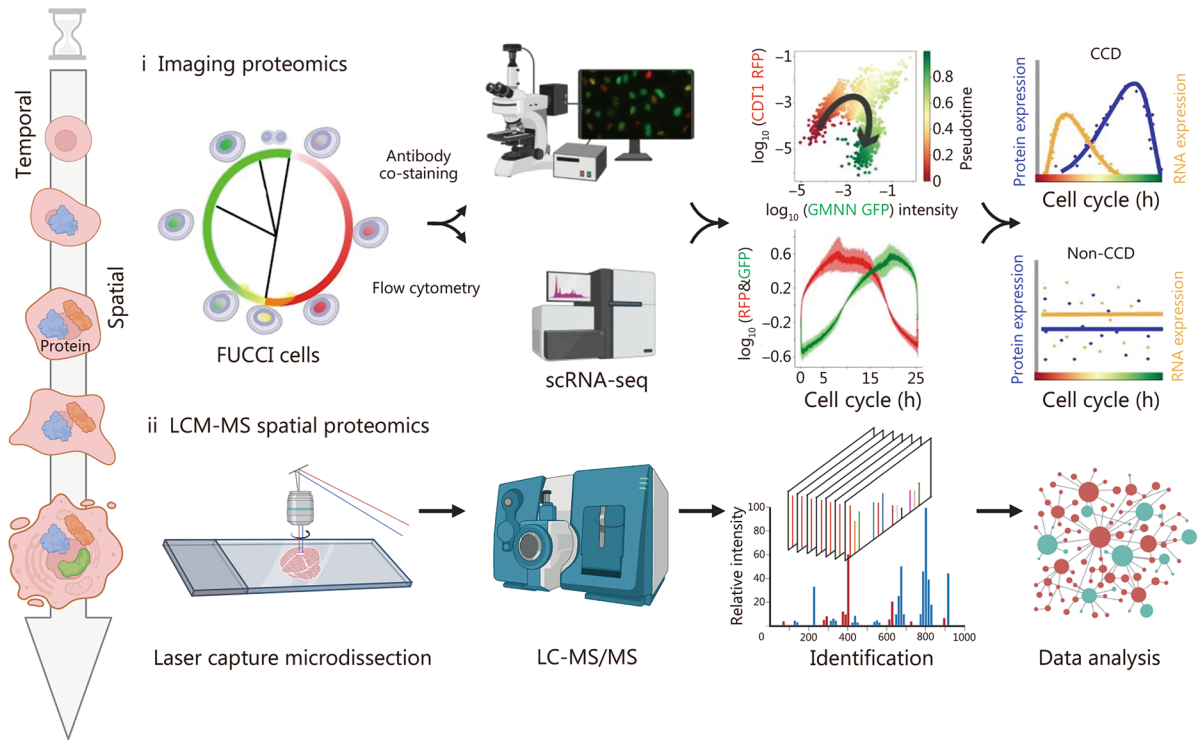 Temporal
Spatial
Protein
i Imaging proteomics
FUCCI cells
Antibody
co-staining
Flow cytometry
scRNA-seq
log10 (CDT1 RFP)
−1
−3
−5
−5
−3
−1
log10 (GMNN GFP) intensity
0.8
0.6
0.4
0.2
0
Pseudotime
log10 (RFP&GFP)
0.6
0.2
−0.2
−0.6
0
5
15
25
Cell cycle (h)
CCD
Protein expression
RNA expression
Cell cycle (h)
Non-CCD
Protein expression
RNA expression
Cell cycle (h)
ii LCM-MS spatial proteomics
Laser capture microdissection
LC-MS/MS
Relative intensity
100
80
60
40
20
0
200
400
600
800
1000
Identification
Data analysis